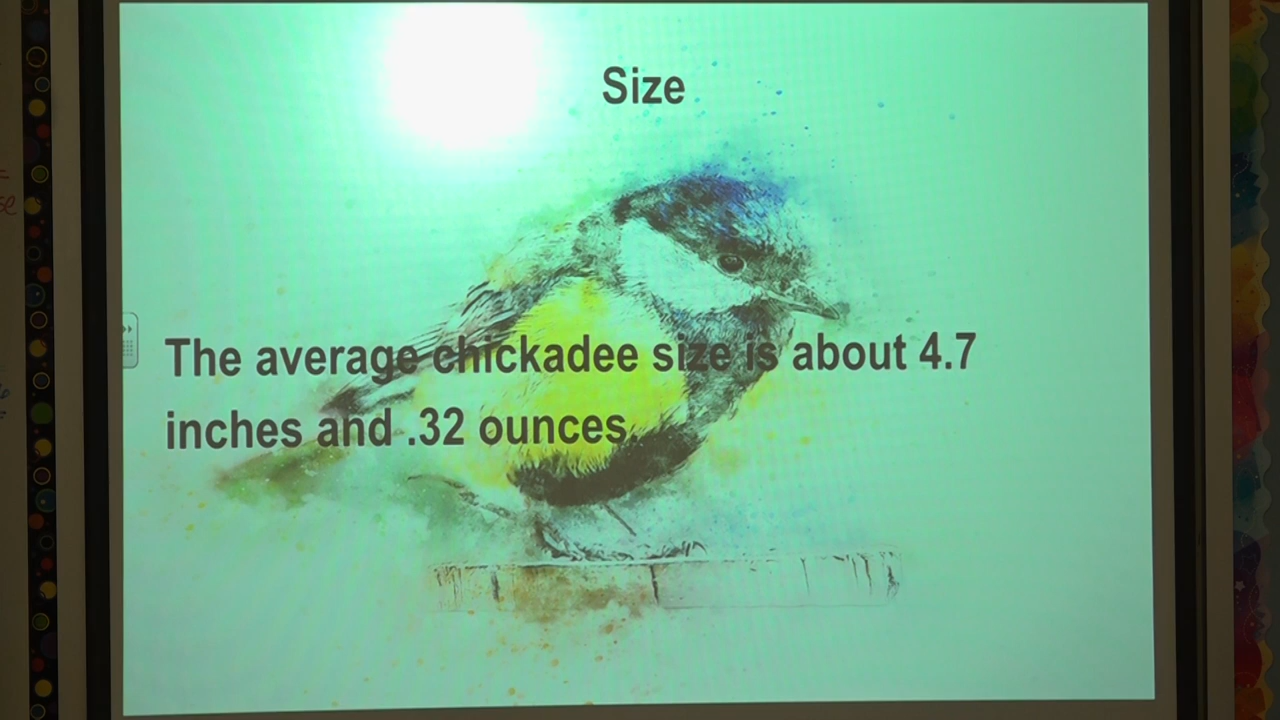 Size
The average chickadee size is about 4.7
inches and .32 ounces.